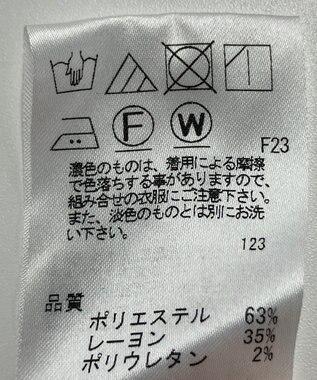 F W
F23
濃色のものは、着用による摩擦
で色落ちする事がありますので、
組み合せの衣服にご注意下さい。
また、淡色のものとは別にお洗
い下さい。
123
品質
ポリエステル 63%
レーヨン 35%
ポリウレタン 2%